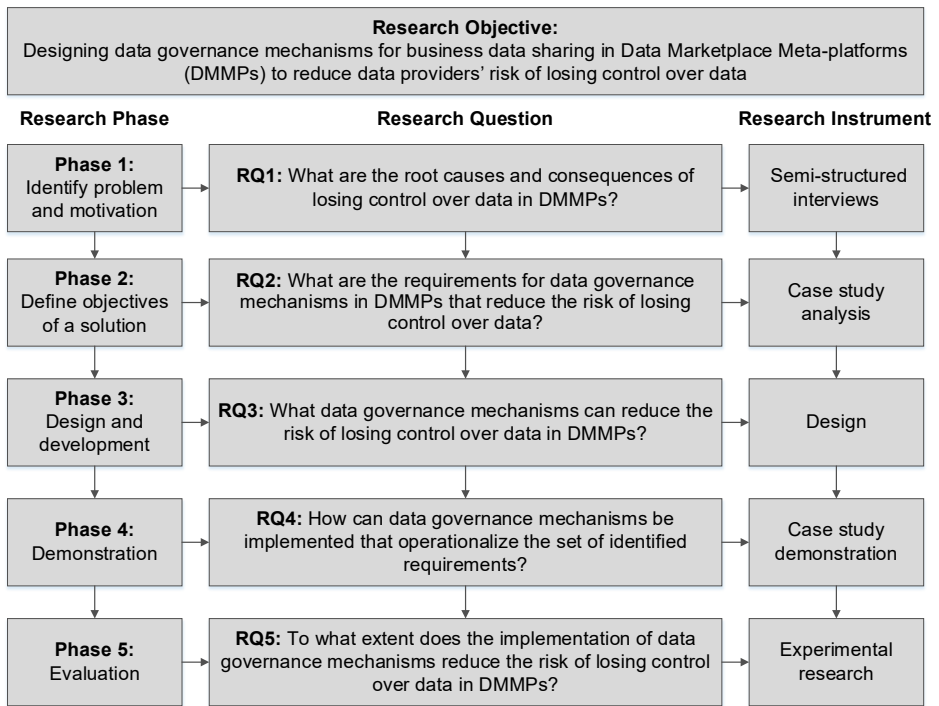 Research Objective:
Designing data governance mechanisms for business data sharing in Data Marketplace Meta-platforms
(DMMPs) to reduce data providers' risk of losing control over data
Research Phase
Research Question
Research Instrument
Phase 1:
Identify problem
and motivation
RQ1: What are the root causes and consequences of
losing control over data in DMMPs?
Semi-structured
interviews
Phase 2:
Define objectives
of a solution
RQ2: What are the requirements for data governance
mechanisms in DMMPs that reduce the risk of losing
control over data?
Case study
analysis
Phase 3:
Design and
development
RQ3: What data governance mechanisms can reduce the
risk of losing control over data in DMMPs?
Design
Phase 4:
Demonstration
RQ4: How can data governance mechanisms be
implemented that operationalize the set of identified
requirements?
Case study
demonstration
Phase 5:
Evaluation
RQ5: To what extent does the implementation of data
governance mechanisms reduce the risk of losing control
over data in DMMPs?
Experimental
research